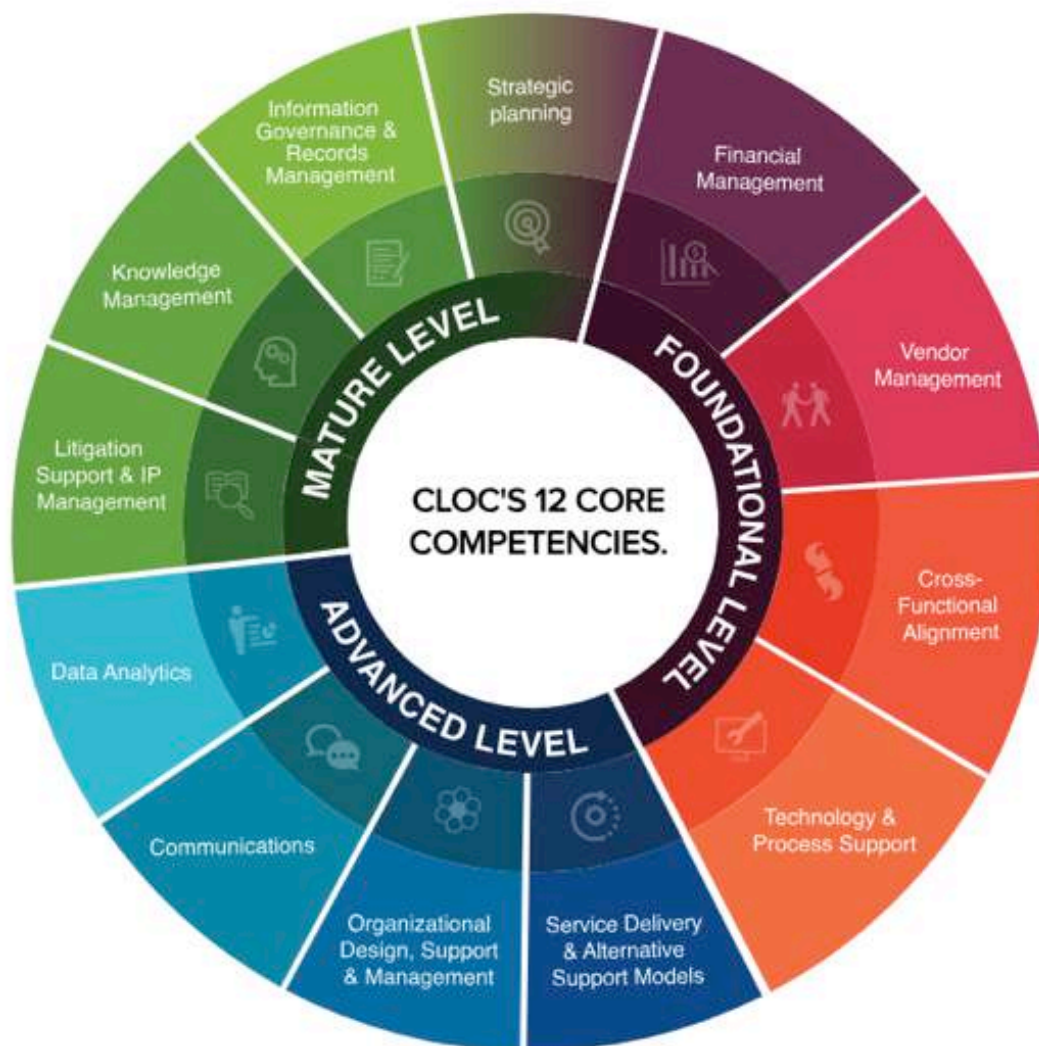 Strategic
planning
Financial
Management
Vendor
Management
Cross-
Functional
Alignment
Technology &
Process Support
Service Delivery
& Alternative
Support Models
Organizational
Design, Support
& Management
Communications
Data Analytics
Litigation
Support & IP
Management
Knowledge
Management
Information
Governance &
Records
Management
MATURE LEVEL
FOUNDATIONAL LEVEL
ADVANCED LEVEL
CLOC'S 12 CORE
COMPETENCIES.